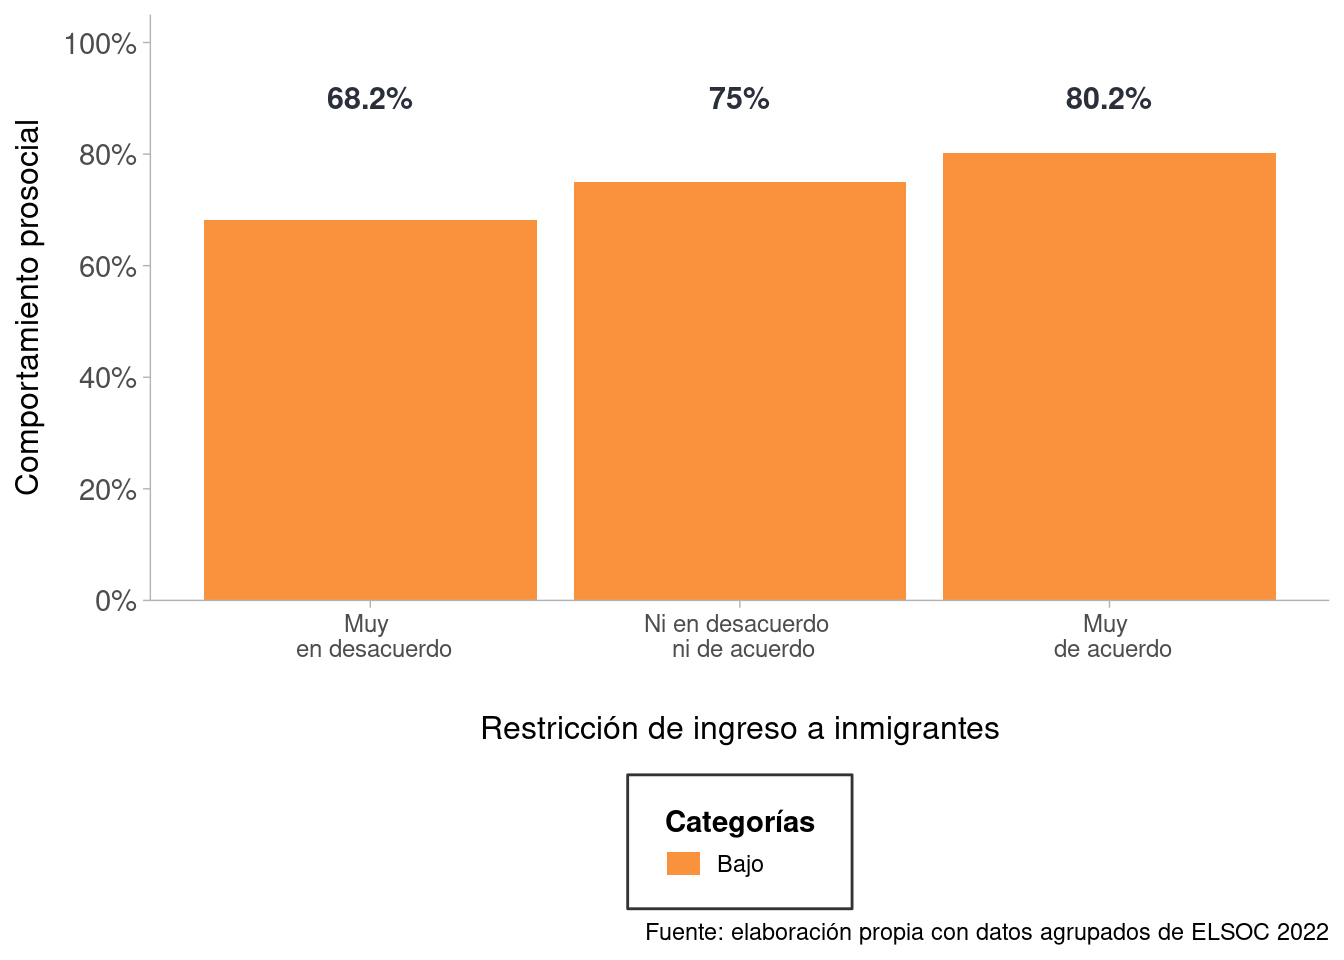 Comportamiento prosocial
100%
80%
60%
40%
20%
0%
68.2%
75%
80.2%
Muy
en desacuerdo
Ni en desacuerdo
ni de acuerdo
Muy
de acuerdo
Restricción de ingreso a inmigrantes
Categorías
Bajo
Fuente: elaboración propia con datos agrupados de ELSOC 2022